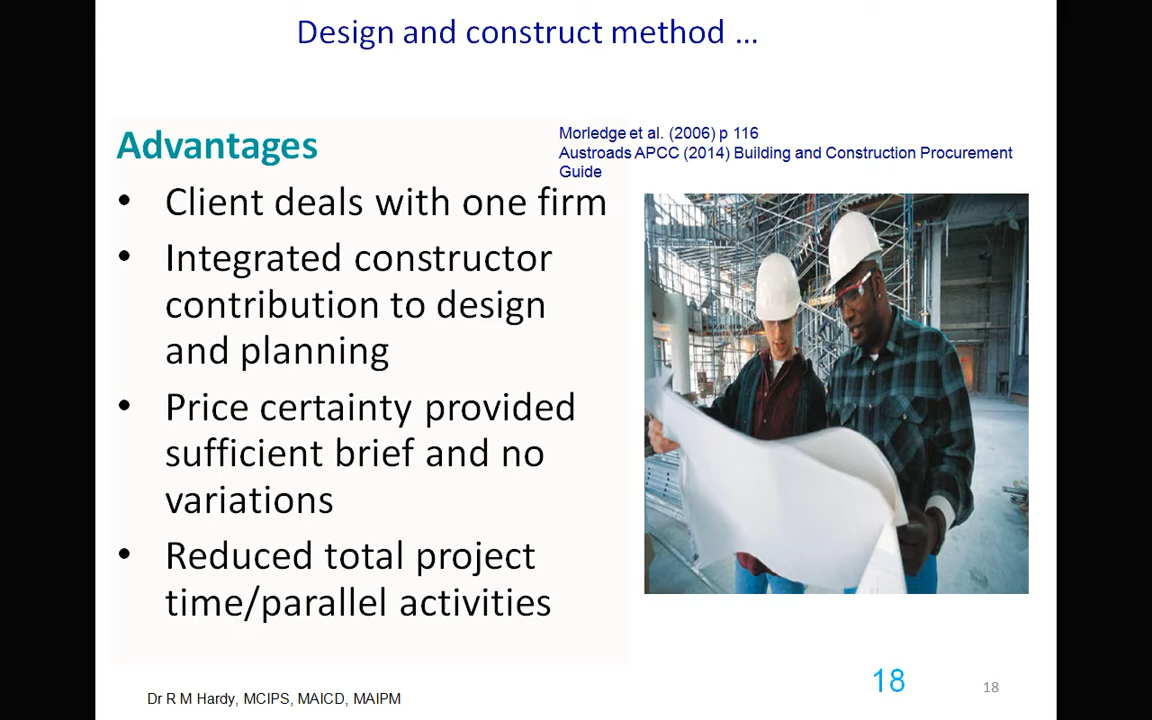 Design and construct method ...
Advantages
Morledge et al. (2006) p 116
Austroads APCC (2014) Building and Construction Procurement
Guide
• Client deals with one firm
• Integrated constructor
contribution to design
and planning
• Price certainty provided
sufficient brief and no
variations
• Reduced total project
time/parallel activities
Dr R M Hardy, MCIPS, MAICD, MAIPM
18
18